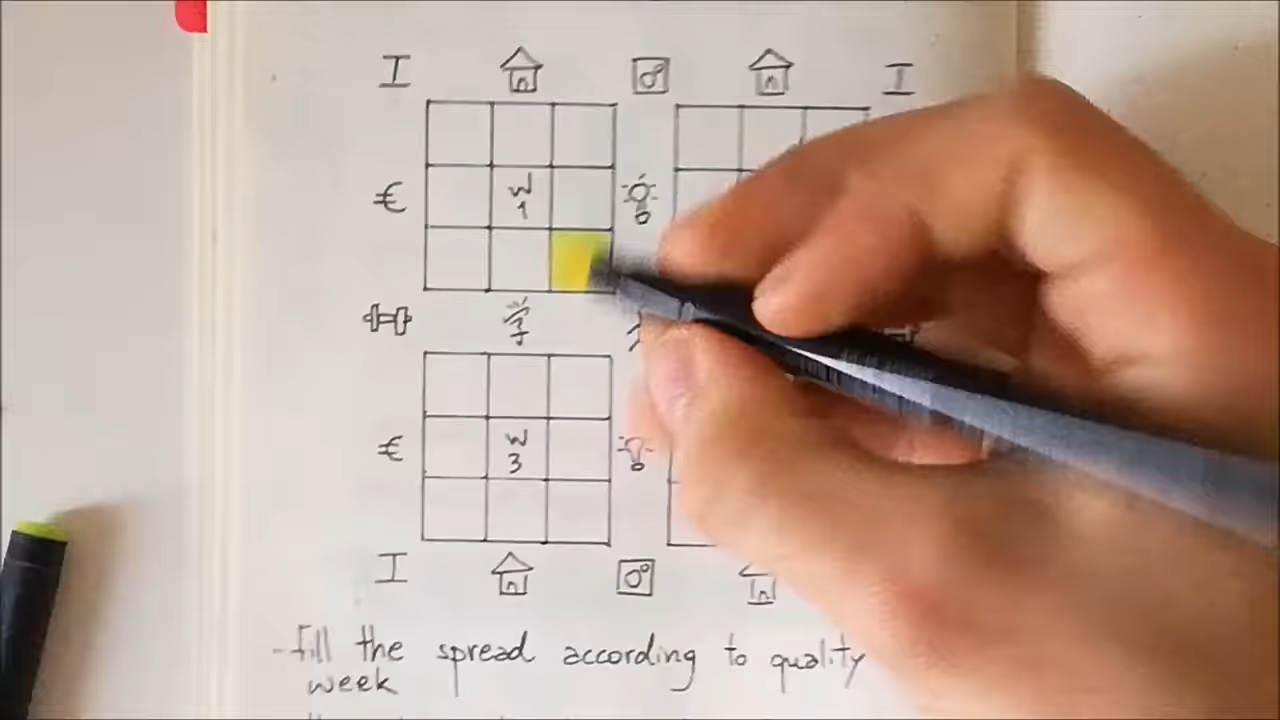 I I
€ W
1
€ W
3
I
-fill the spread according to quality
week